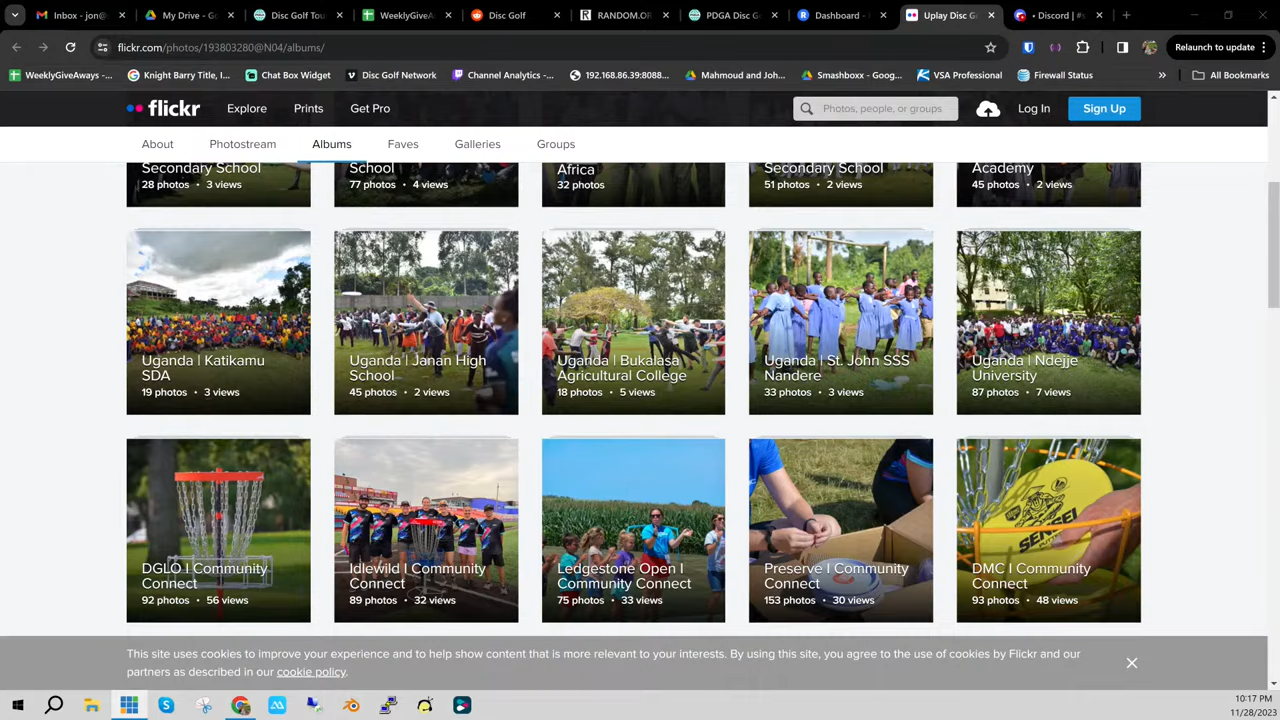 Inbox - jon@
My Drive - Go
Disc Golf Tou
WeeklyGiveA
Disc Golf
RANDOM.OR
PDGA Disc G
Dashboard -
Uplay Disc G
• Discord | #s
flickr.com/photos/193803280@N04/albums/
Relaunch to update
WeeklyGiveAways -...
Knight Barry Title, I...
Chat Box Widget
Disc Golf Network
Channel Analytics -...
192.168.86.39:8088...
Mahmoud and Joh...
Smashboxx - Goog...
VSA Professional
Firewall Status
»
All Bookmarks
flickr
Explore
Prints
Get Pro
Photos, people, or groups
Log In
Sign Up
About
Photostream
Albums
Faves
Galleries
Groups
Secondary School
28 photos • 3 views
School
77 photos • 4 views
Africa
32 photos
Secondary School
51 photos • 2 views
Academy
45 photos • 2 views
Uganda | Katikamu
SDA
19 photos • 3 views
Uganda | Janan High
School
45 photos • 2 views
Uganda | Bukalasa
Agricultural College
18 photos • 5 views
Uganda | St. John SSS
Nandere
33 photos • 3 views
Uganda | Ndejje
University
87 photos • 7 views
DGLO I Community
Connect
92 photos • 56 views
Idlewild I Community
Connect
89 photos • 32 views
Ledgestone Open I
Community Connect
75 photos • 33 views
Preserve I Community
Connect
153 photos • 30 views
SENSEI
DMC I Community
Connect
93 photos • 48 views
This site uses cookies to improve your experience and to help show content that is more relevant to your interests. By using this site, you agree to the use of cookies by Flickr and our
partners as described in our cookie policy.
10:17 PM
11/28/2023